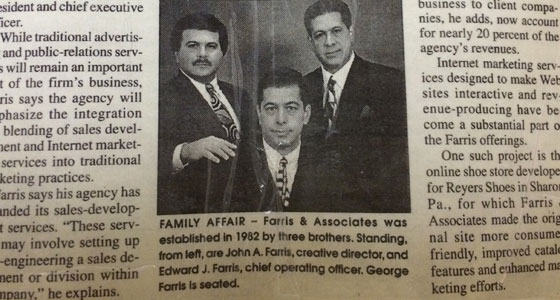 resident and chief executive
ficer.
While traditional advertis-
and public-relations serv-
s will remain an important
t of the firm's business,
ris says the agency will
phasize the integration
blending of sales devel-
ment and Internet market-
services into traditional
keting practices.
arris says his agency has
anded its sales-develop-
t services. "These serv-
may involve setting up
-engineering a sales de-
ment or division within
mpany," he explains.
FAMILY AFFAIR – Farris & Associates was
established in 1982 by three brothers. Standing,
from left, are John A. Farris, creative director, and
Edward J. Farris, chief operating officer. George
Farris is seated.
business to client compa-
nies, he adds, now account
for nearly 20 percent of the
agency's revenues.
Internet marketing serv-
ices designed to make Web
sites interactive and rev-
enue-producing have be-
come a substantial part o
the Farris offerings.
One such project is th
online shoe store develope
for Reyers Shoes in Sharo
Pa., for which Farris
Associates made the orig
nal site more consume
friendly, improved catalo
features and enhanced ma
keting efforts.